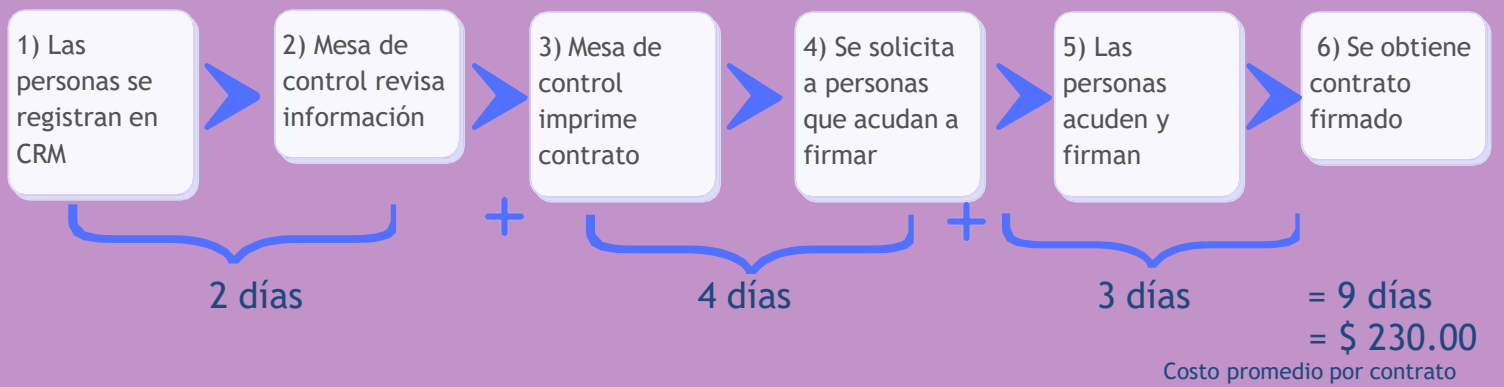 1) Las
personas se
registran en
CRM
2) Mesa de
control revisa
información
3) Mesa de
control
imprime
contrato
4) Se solicita
a personas
que acudan a
firmar
5) Las
personas
acuden y
firman
6) Se obtiene
contrato
firmado
+
+
2 días
4 días
3 días
= 9 días
= $ 230.00
Costo promedio por contrato